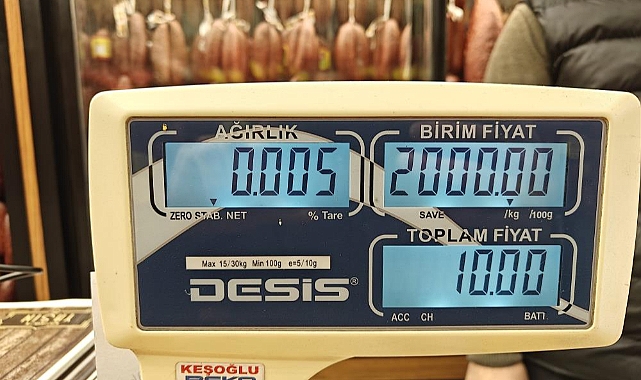 AĞIRLIK
0.005
ZERO STAB. NET % Tare
BİRİM FİYAT
2000.00
SAVE /kg /100g
TOPLAM FİYAT
10.00
ACC CH BATT.
Max 15/30kg Min 100g e=5/10g
DESİS®
KEŞOĞLU